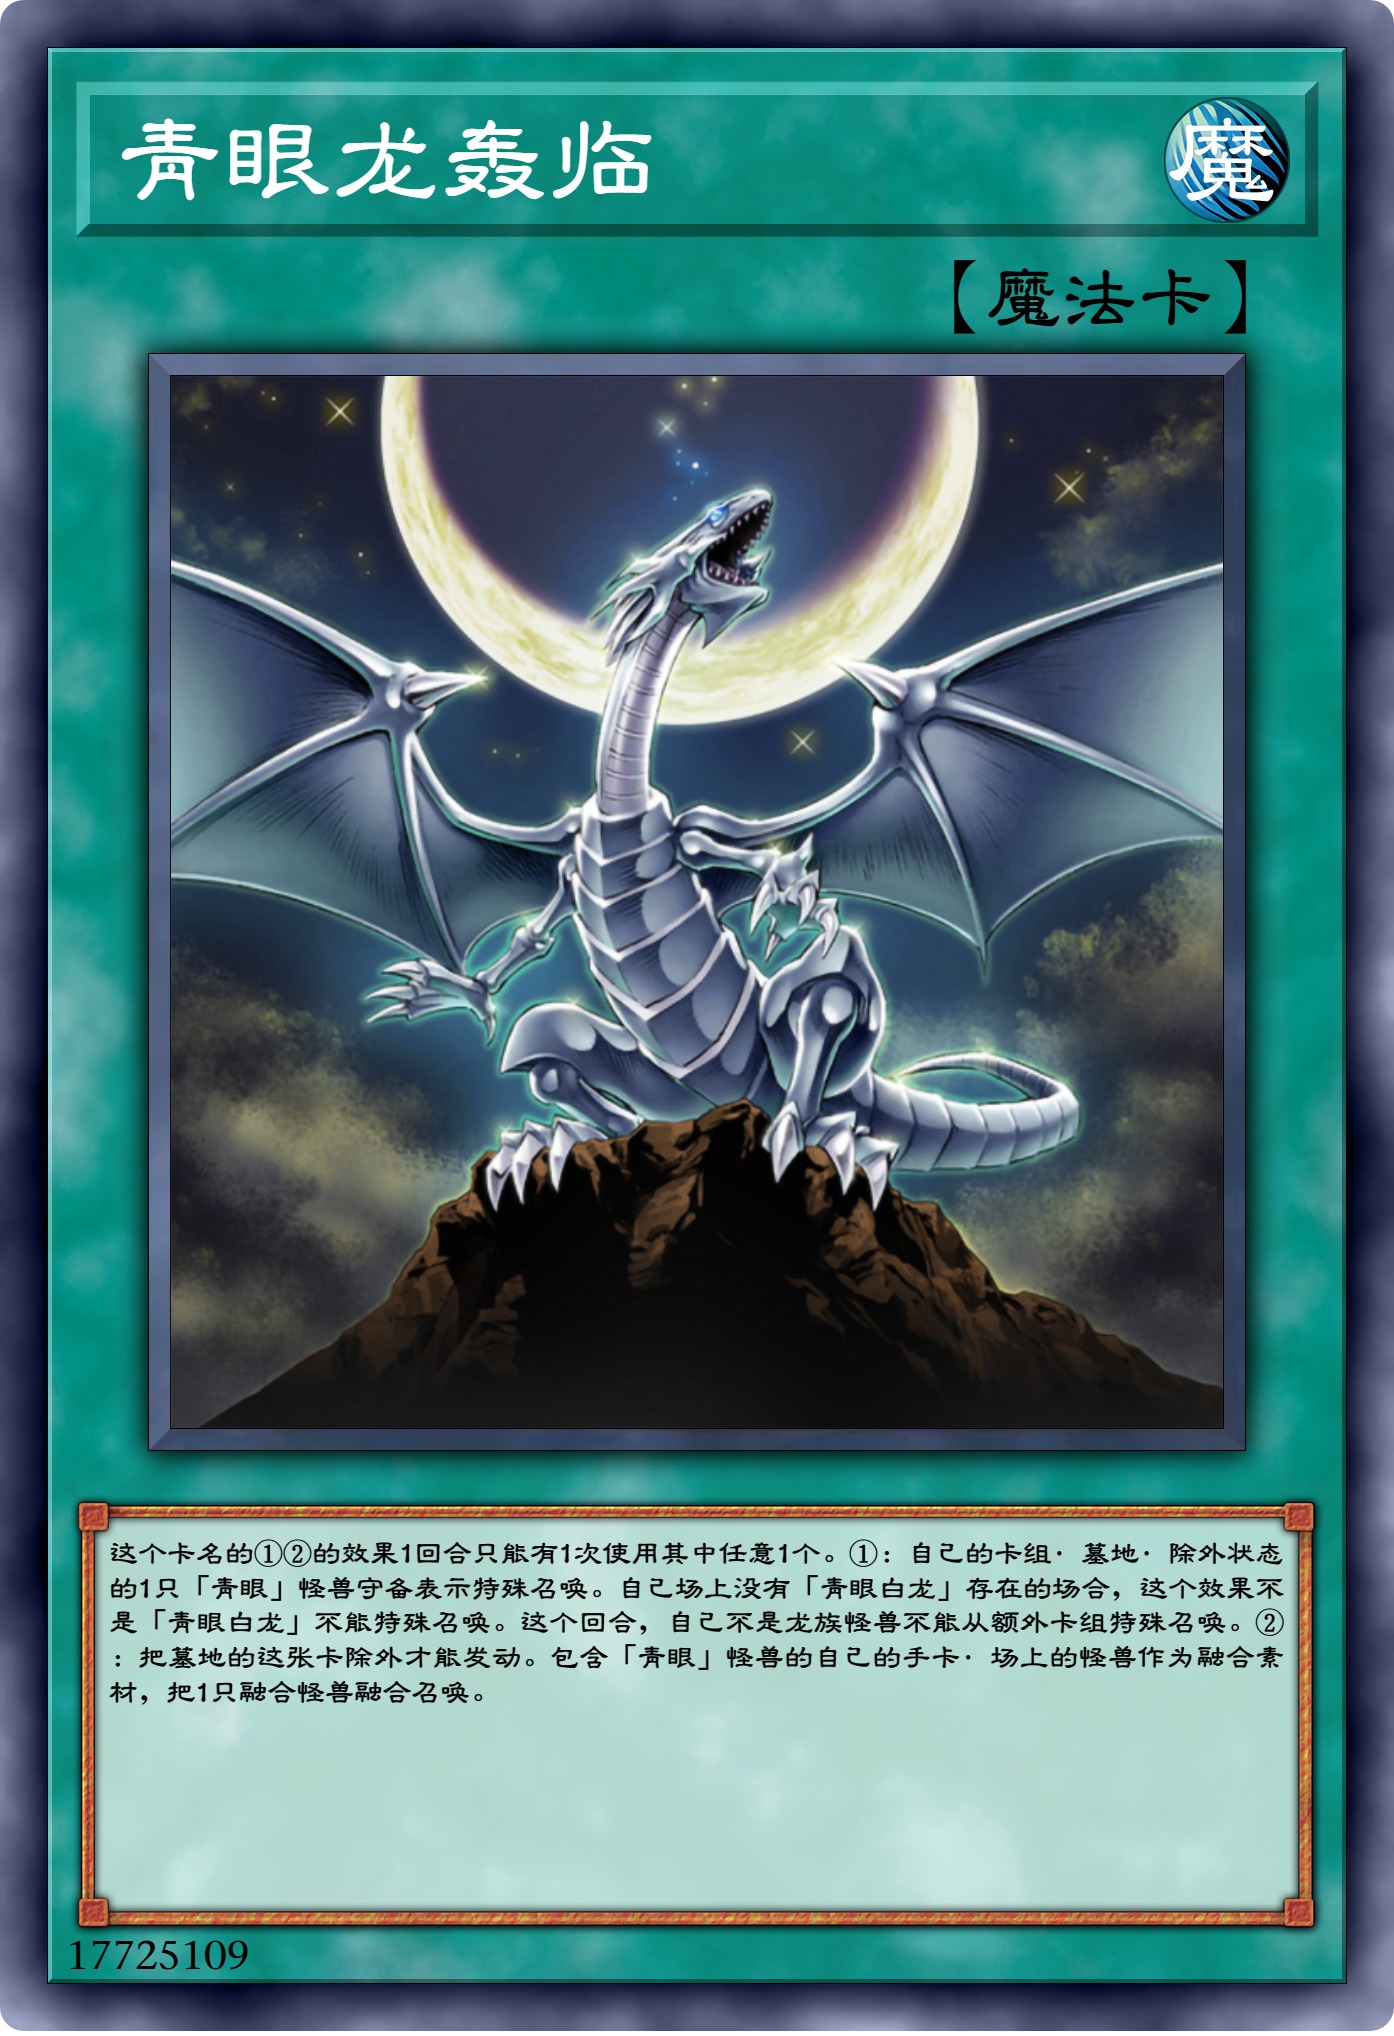 青眼龙轰临
魔
【魔法卡】
这个卡名的①②的效果1回合只能有1次使用其中任意1个。①：自己的卡组·墓地·除外状态
的1只「青眼」怪兽守备表示特殊召唤。自己场上没有「青眼白龙」存在的场合，这个效果不
是「青眼白龙」不能特殊召唤。这个回合，自己不是龙族怪兽不能从额外卡组特殊召唤。②
：把墓地的这张卡除外才能发动。包含「青眼」怪兽的自己的手卡·场上的怪兽作为融合素
材，把1只融合怪兽融合召唤。
17725109